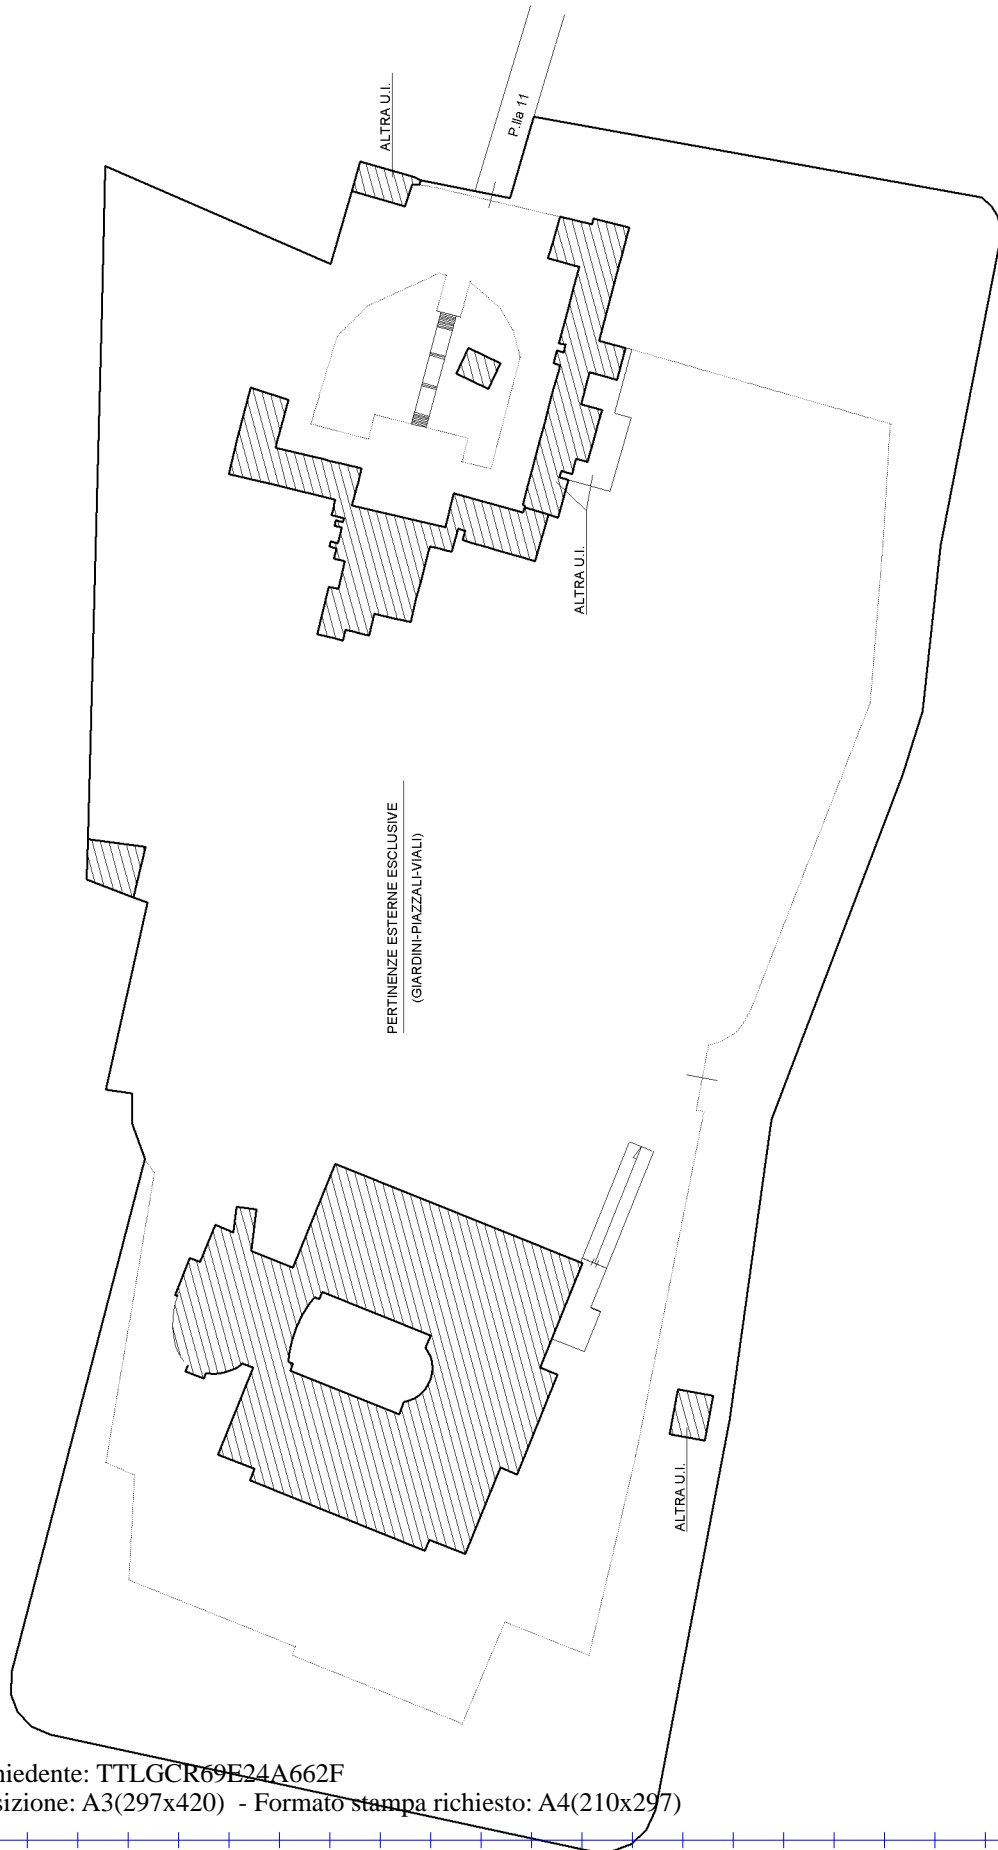 ALTRA U.I.
P.lla 11
ALTRA U.I.
PERTINENZE ESTERNE ESCLUSIVE
(GIARDINI-PIAZZALI-VIALI)
ALTRA U.I.
hiedente: TTLGCR69E24A662F
sizione: A3(297x420) - Formato stampa richiesto: A4(210x297)